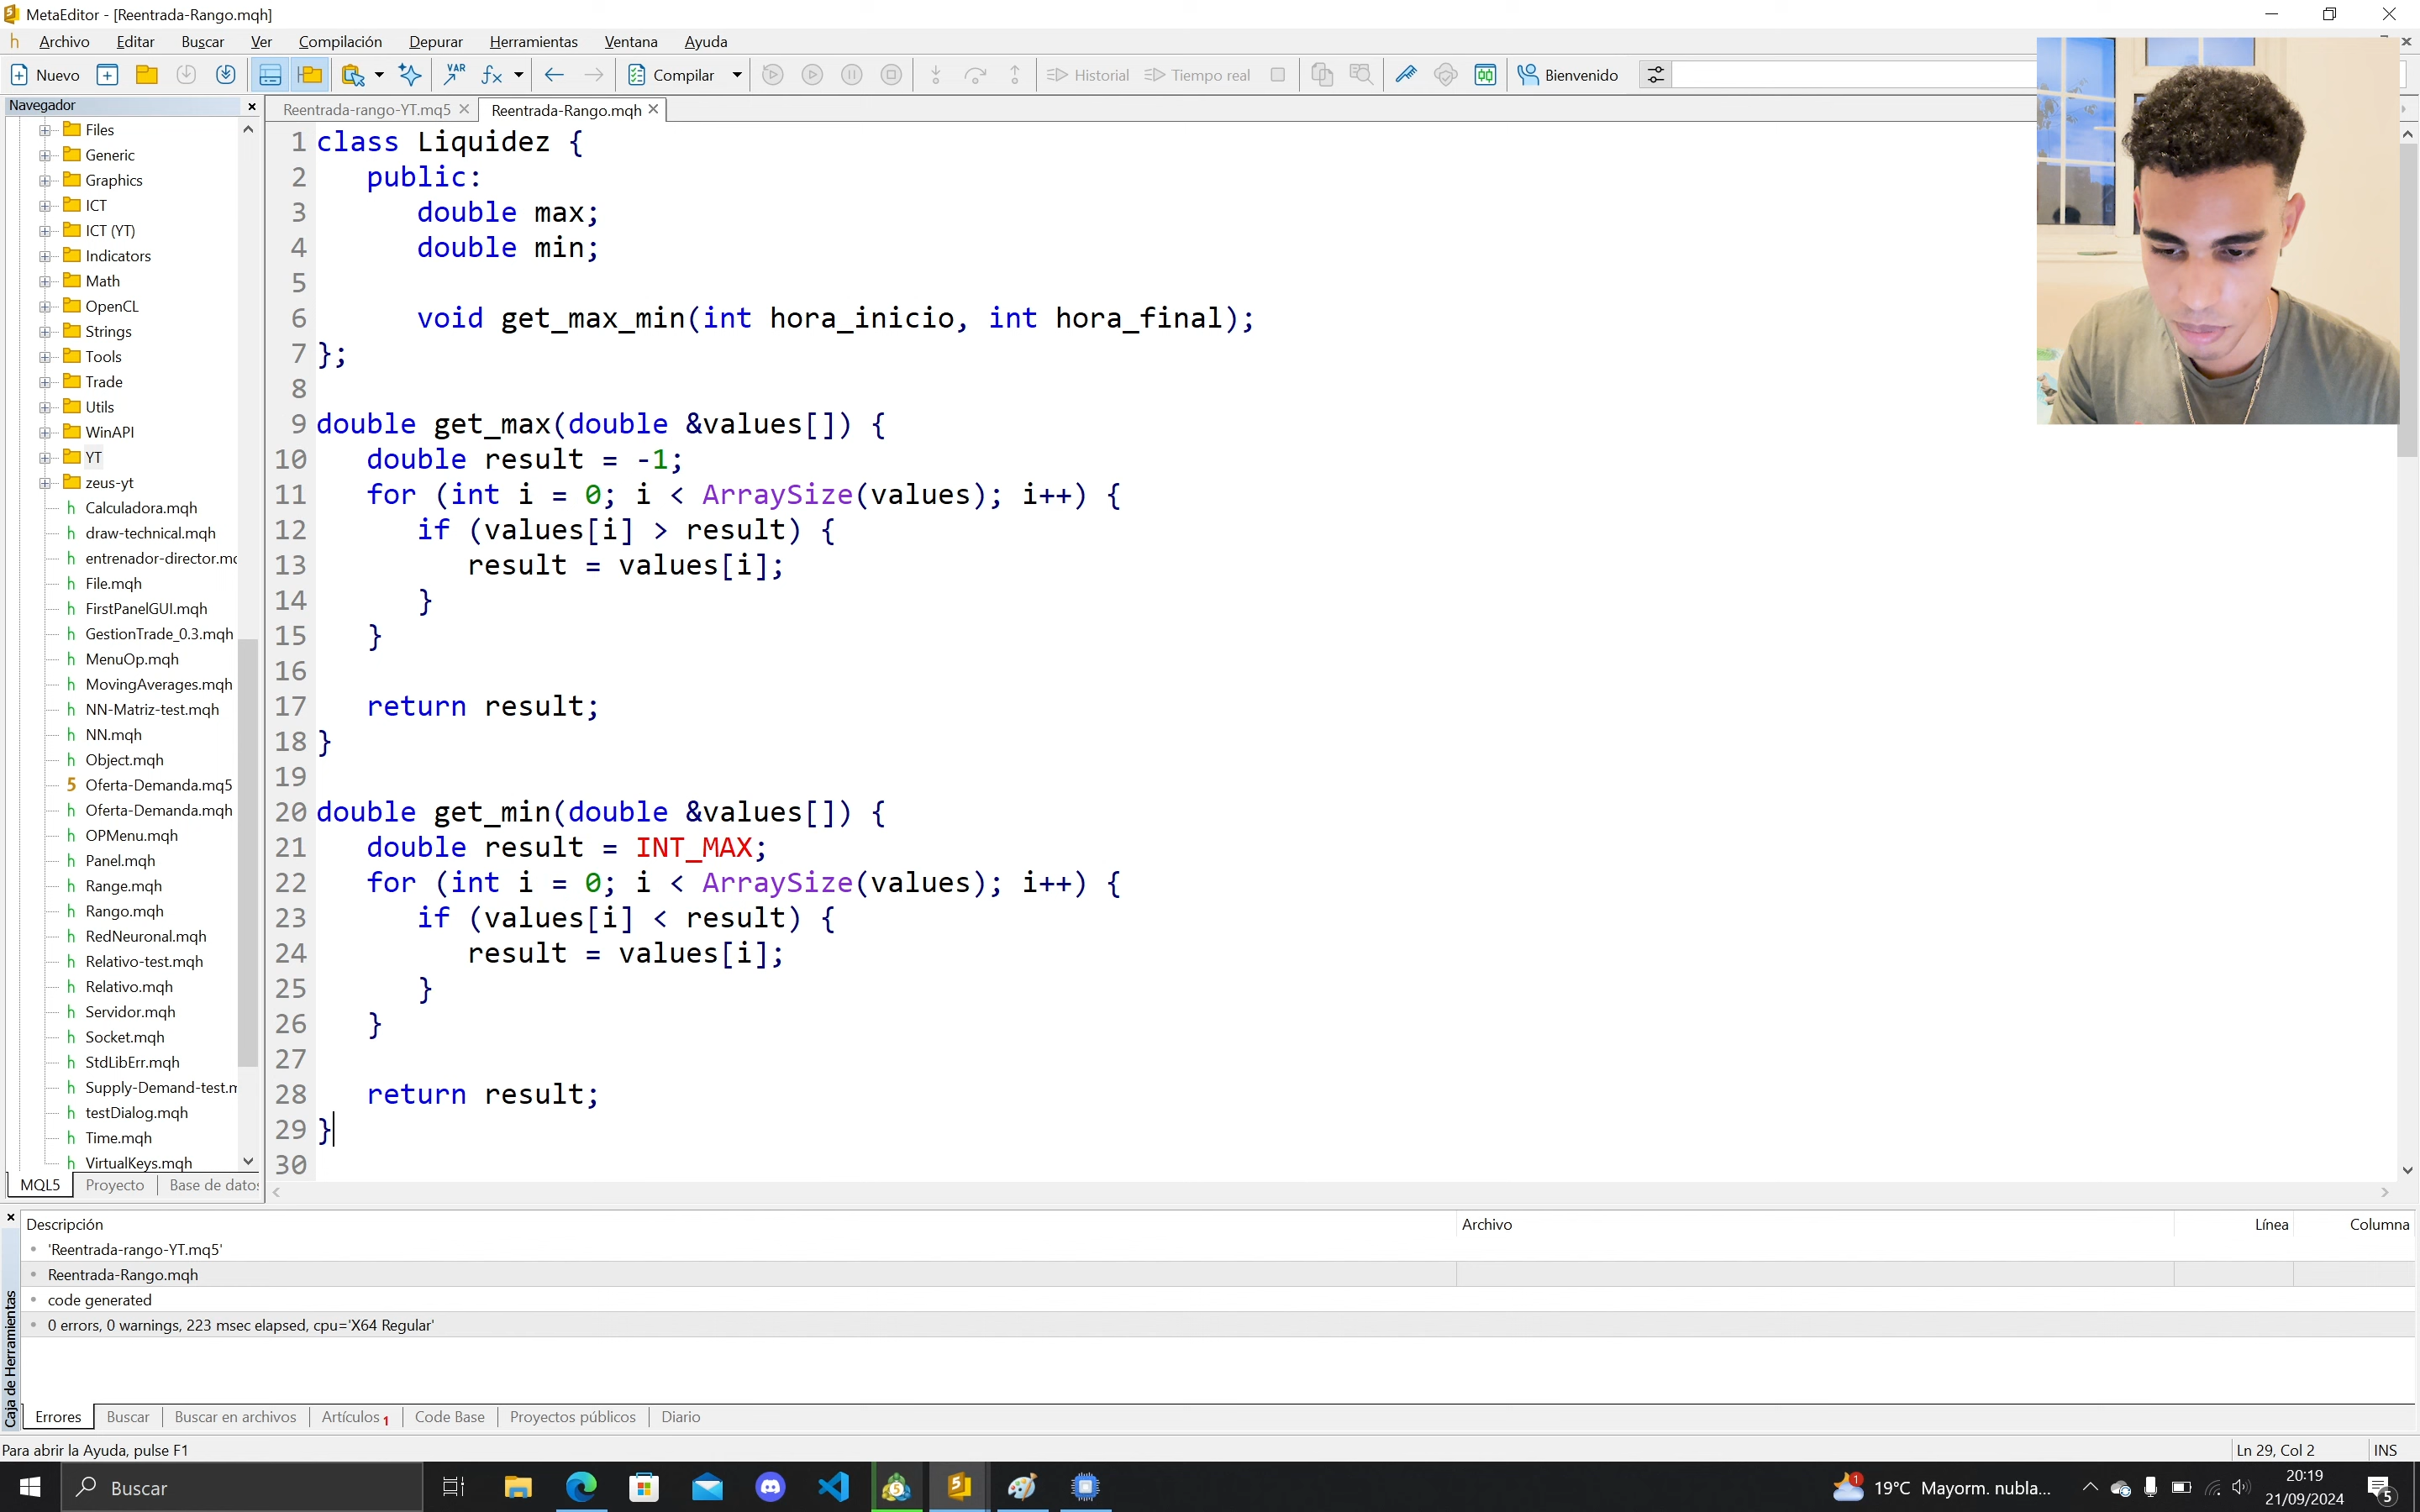 MetaEditor - [Reentrada-Rango.mqh]
Archivo Editar Buscar Ver Compilación Depurar Herramientas Ventana Ayuda
Nuevo VAR fx Compilar Historial Tiempo real Bienvenido
Navegador
Reentrada-rango-YT.mq5 Reentrada-Rango.mqh
Files
Generic
Graphics
ICT
ICT (YT)
Indicators
Math
OpenCL
Strings
Tools
Trade
Utils
WinAPI
YT
zeus-yt
Calculadora.mqh
draw-technical.mqh
File.mqh
FirstPanelGUI.mqh
GestionTrade_0.3.mqh
MenuOp.mqh
MovingAverages.mqh
NN-Matriz-test.mqh
NN.mqh
Object.mqh
Oferta-Demanda.mq5
Oferta-Demanda.mqh
OPMenu.mqh
Panel.mqh
Range.mqh
Rango.mqh
RedNeuronal.mqh
Relativo-test.mqh
Relativo.mqh
Servidor.mqh
Socket.mqh
StdLibErr.mqh
testDialog.mqh
Time.mqh
VirtualKeys.mqh
MQL5 Proyecto Base de datos
1 class Liquidez {
2 public:
3 double max;
4 double min;
5
6 void get_max_min(int hora_inicio, int hora_final);
7 };
8
9 double get_max(double &values[]) {
10 double result = -1;
11 for (int i = 0; i < ArraySize(values); i++) {
12 if (values[i] > result) {
13 result = values[i];
14 }
15 }
16
17 return result;
18 }
19
20 double get_min(double &values[]) {
21 double result = INT_MAX;
22 for (int i = 0; i < ArraySize(values); i++) {
23 if (values[i] < result) {
24 result = values[i];
25 }
26 }
27
28 return result;
29 }
30
Descripción Archivo Línea Columna
'Reentrada-rango-YT.mq5'
Reentrada-Rango.mqh
code generated
0 errors, 0 warnings, 223 msec elapsed, cpu='X64 Regular'
Caja de Herramientas
Errores Buscar Buscar en archivos Artículos 1 Code Base Proyectos públicos Diario
Para abrir la Ayuda, pulse F1 Ln 29, Col 2 INS
Buscar
1 19°C Mayorm. nubla...
20:19
21/09/2024
5